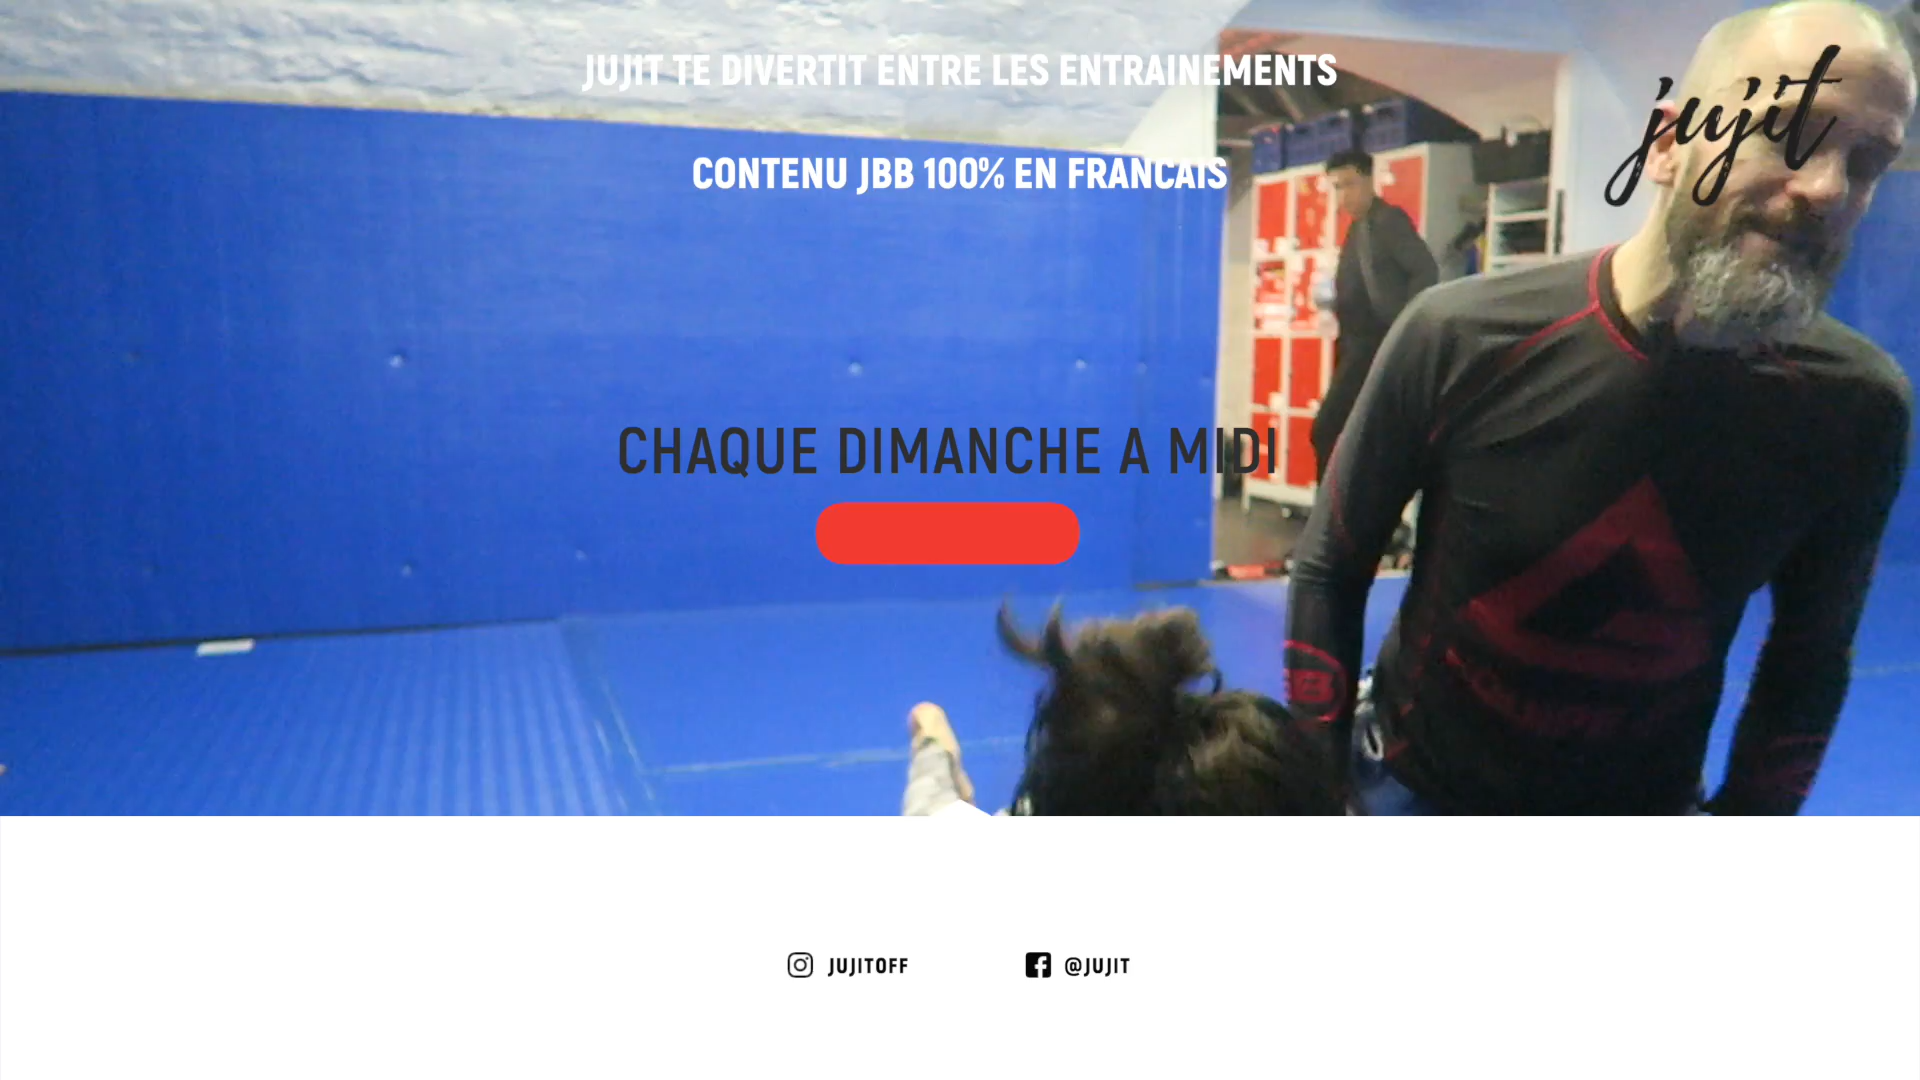 JUJIT TE DIVERTIT ENTRE LES ENTRAINEMENTS
jujit
CONTENU JBB 100% EN FRANCAIS
CHAQUE DIMANCHE A MIDI
JUJITOFF
@JUJIT